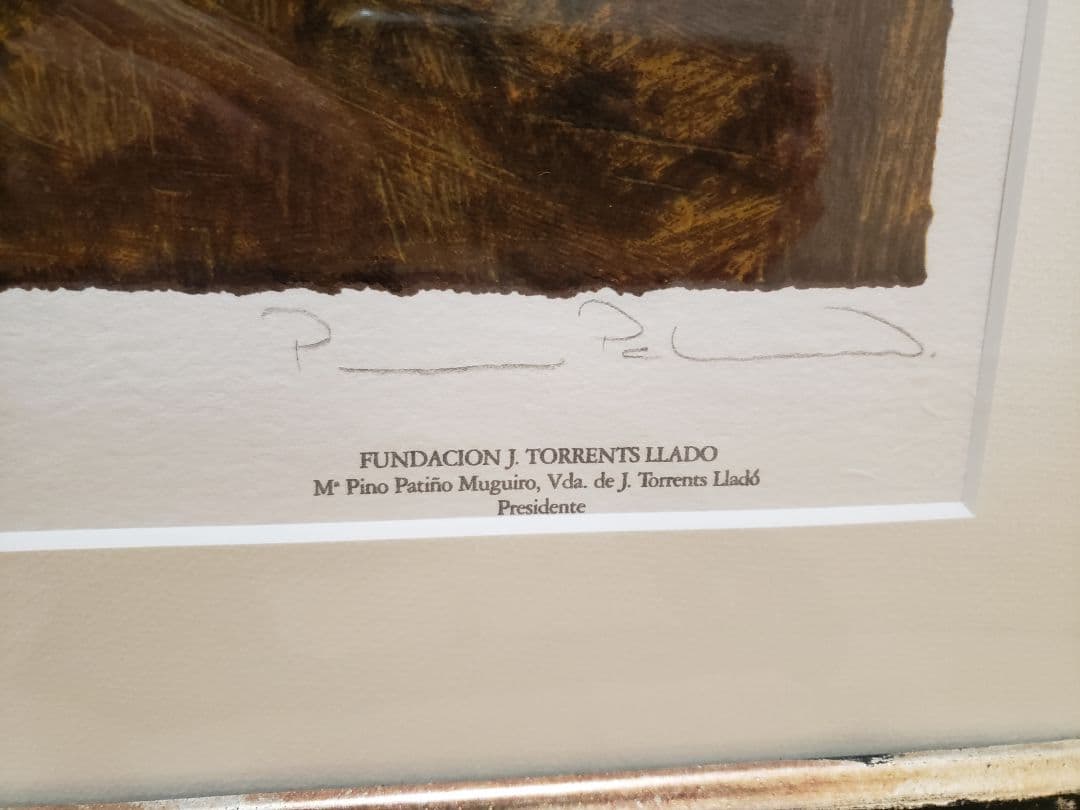 FUNDACION J. TORRENTS LLADO
Mª Pino Patiño Muguiro, Vda. de J. Torrents Lladó
Presidente